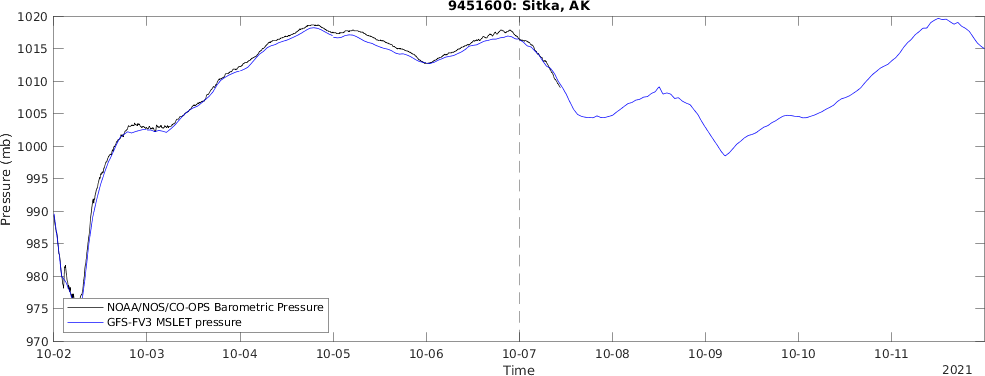 9451600: Sitka, AK
1020
1015
1010
1005
1000
995
990
985
980
975
970
Pressure (mb)
NOAA/NOS/CO-OPS Barometric Pressure
GFS-FV3 MSLET pressure
10-02 10-03 10-04 10-05 10-06 10-07 10-08 10-09 10-10 10-11
Time
2021